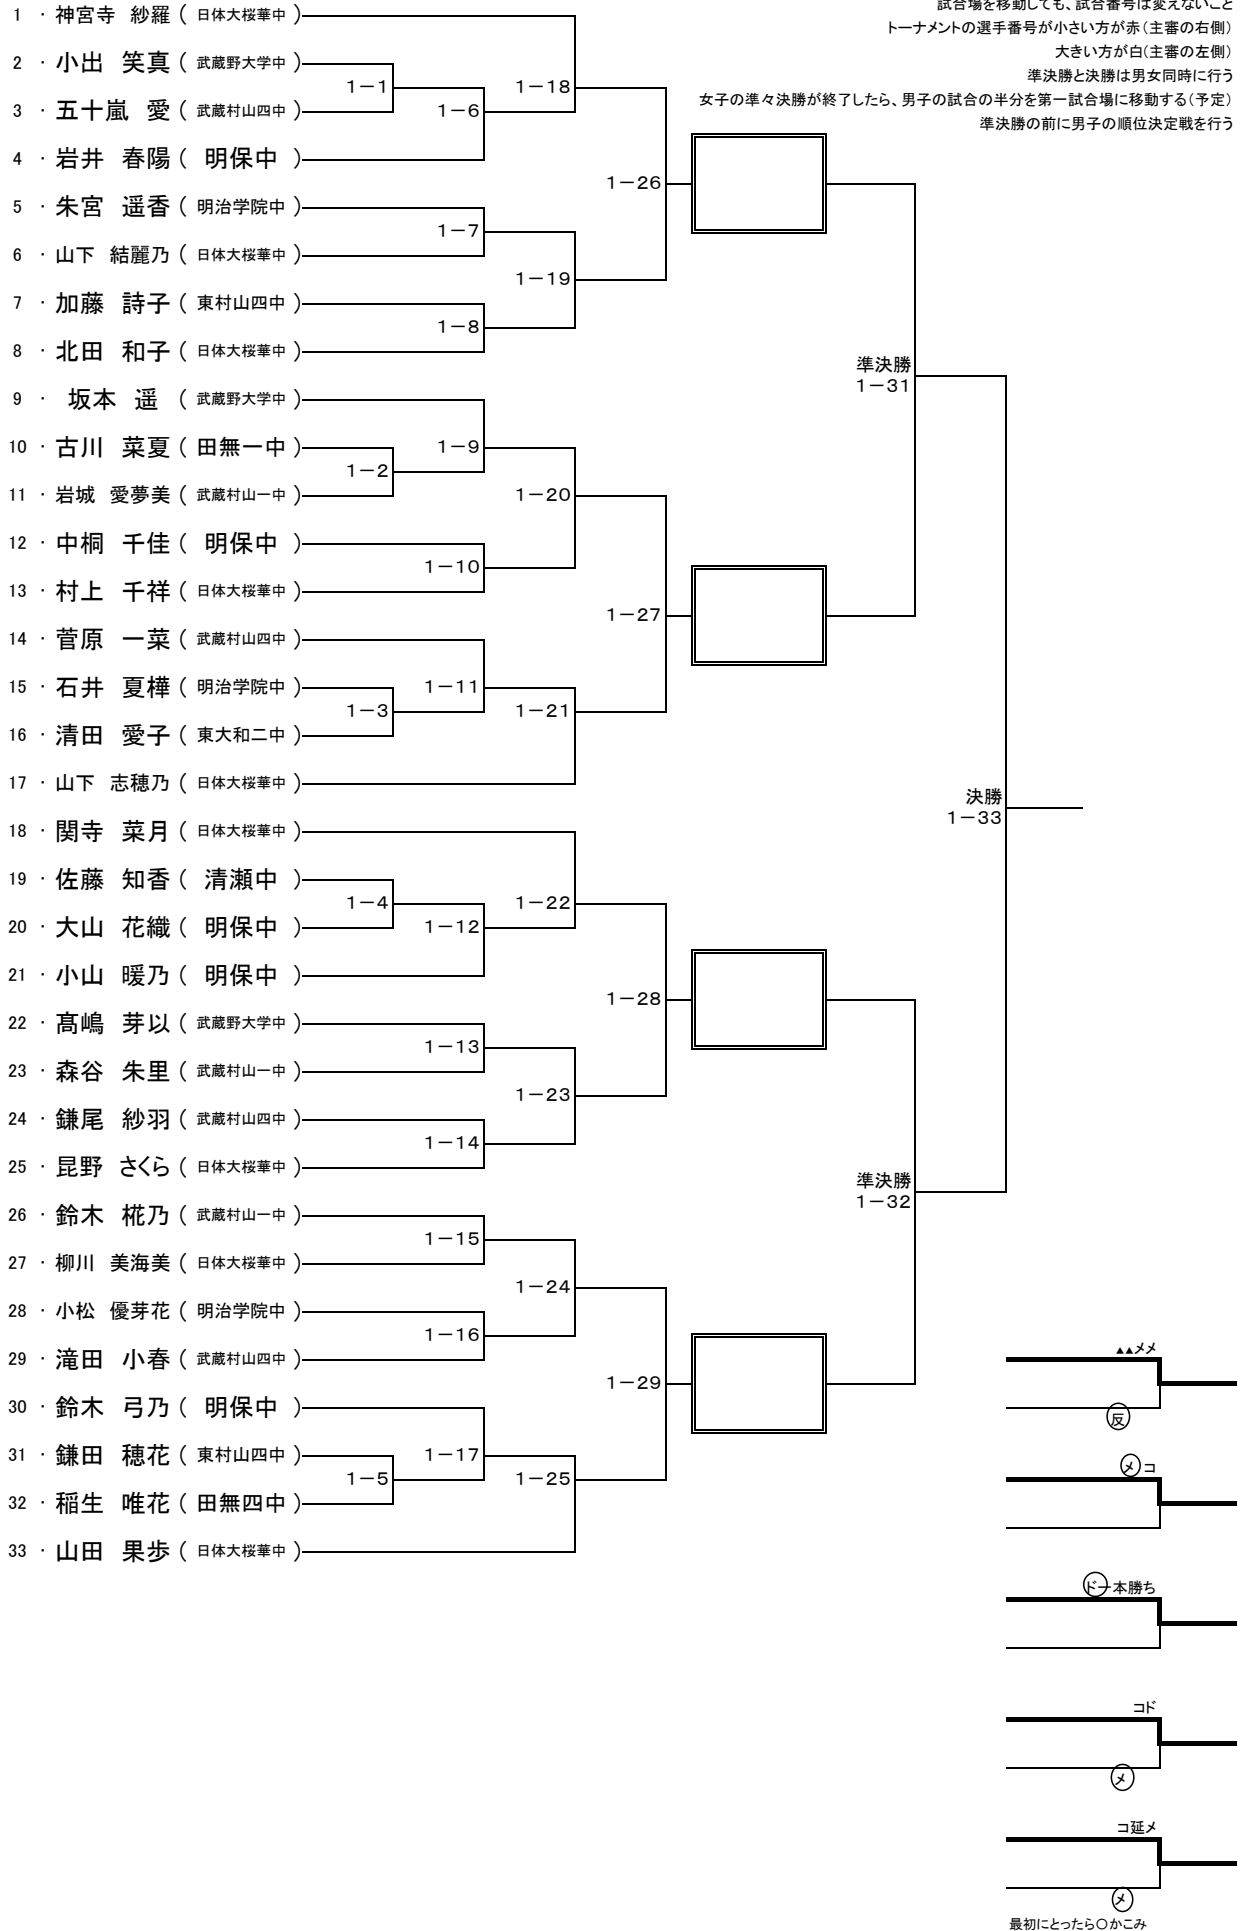 試合場を移動しても、試合番号は変えないこと
トーナメントの選手番号が小さい方が赤(主審の右側)
大きい方が白(主審の左側)
準決勝と決勝は男女同時に行う
女子の準々決勝が終了したら、男子の試合の半分を第一試合場に移動する(予定)
準決勝の前に男子の順位決定戦を行う
1 ・ 神宮寺 紗羅 ( 日体大桜華中 )
2 ・ 小出 笑真 ( 武蔵野大学中 )
3 ・ 五十嵐 愛 ( 武蔵村山四中 )
4 ・ 岩井 春陽 ( 明保中 )
5 ・ 朱宮 遥香 ( 明治学院中 )
6 ・ 山下 結麗乃 ( 日体大桜華中 )
7 ・ 加藤 詩子 ( 東村山四中 )
8 ・ 北田 和子 ( 日体大桜華中 )
9 ・ 坂本 遥 ( 武蔵野大学中 )
10 ・ 古川 菜夏 ( 田無一中 )
11 ・ 岩城 愛夢美 ( 武蔵村山一中 )
12 ・ 中桐 千佳 ( 明保中 )
13 ・ 村上 千祥 ( 日体大桜華中 )
14 ・ 菅原 一菜 ( 武蔵村山四中 )
15 ・ 石井 夏樺 ( 明治学院中 )
16 ・ 清田 愛子 ( 東大和二中 )
17 ・ 山下 志穂乃 ( 日体大桜華中 )
18 ・ 関寺 菜月 ( 日体大桜華中 )
19 ・ 佐藤 知香 ( 清瀬中 )
20 ・ 大山 花織 ( 明保中 )
21 ・ 小山 暖乃 ( 明保中 )
22 ・ 髙嶋 芽以 ( 武蔵野大学中 )
23 ・ 森谷 朱里 ( 武蔵村山一中 )
24 ・ 鎌尾 紗羽 ( 武蔵村山四中 )
25 ・ 昆野 さくら ( 日体大桜華中 )
26 ・ 鈴木 椛乃 ( 武蔵村山一中 )
27 ・ 柳川 美海美 ( 日体大桜華中 )
28 ・ 小松 優芽花 ( 明治学院中 )
29 ・ 滝田 小春 ( 武蔵村山四中 )
30 ・ 鈴木 弓乃 ( 明保中 )
31 ・ 鎌田 穂花 ( 東村山四中 )
32 ・ 稲生 唯花 ( 田無四中 )
33 ・ 山田 果歩 ( 日体大桜華中 )
1-1
1-2
1-3
1-4
1-5
1-6
1-7
1-8
1-9
1-10
1-11
1-12
1-13
1-14
1-15
1-16
1-17
1-18
1-19
1-20
1-21
1-22
1-23
1-24
1-25
1-26
1-27
1-28
1-29
準決勝
1-31
準決勝
1-32
決勝
1-33
▲▲メメ
反
メコ
ド一本勝ち
コド
メ
コ延メ
メ
最初にとったら○かこみ